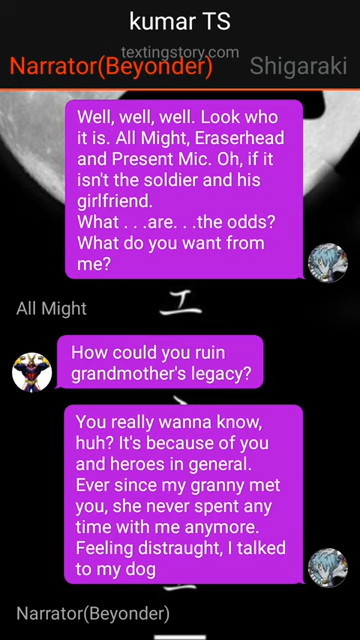 kumar TS
textingstory.com
Narrator(Beyonder) Shigaraki
Well, well, well. Look who
it is. All Might, Eraserhead
and Present Mic. Oh, if it
isn't the soldier and his
girlfriend.
What . . .are. . .the odds?
What do you want from
me?
All Might
エ
How could you ruin
grandmother's legacy?
You really wanna know,
huh? It's because of you
and heroes in general.
Ever since my granny met
you, she never spent any
time with me anymore.
Feeling distraught, I talked
to my dog
Narrator(Beyonder)